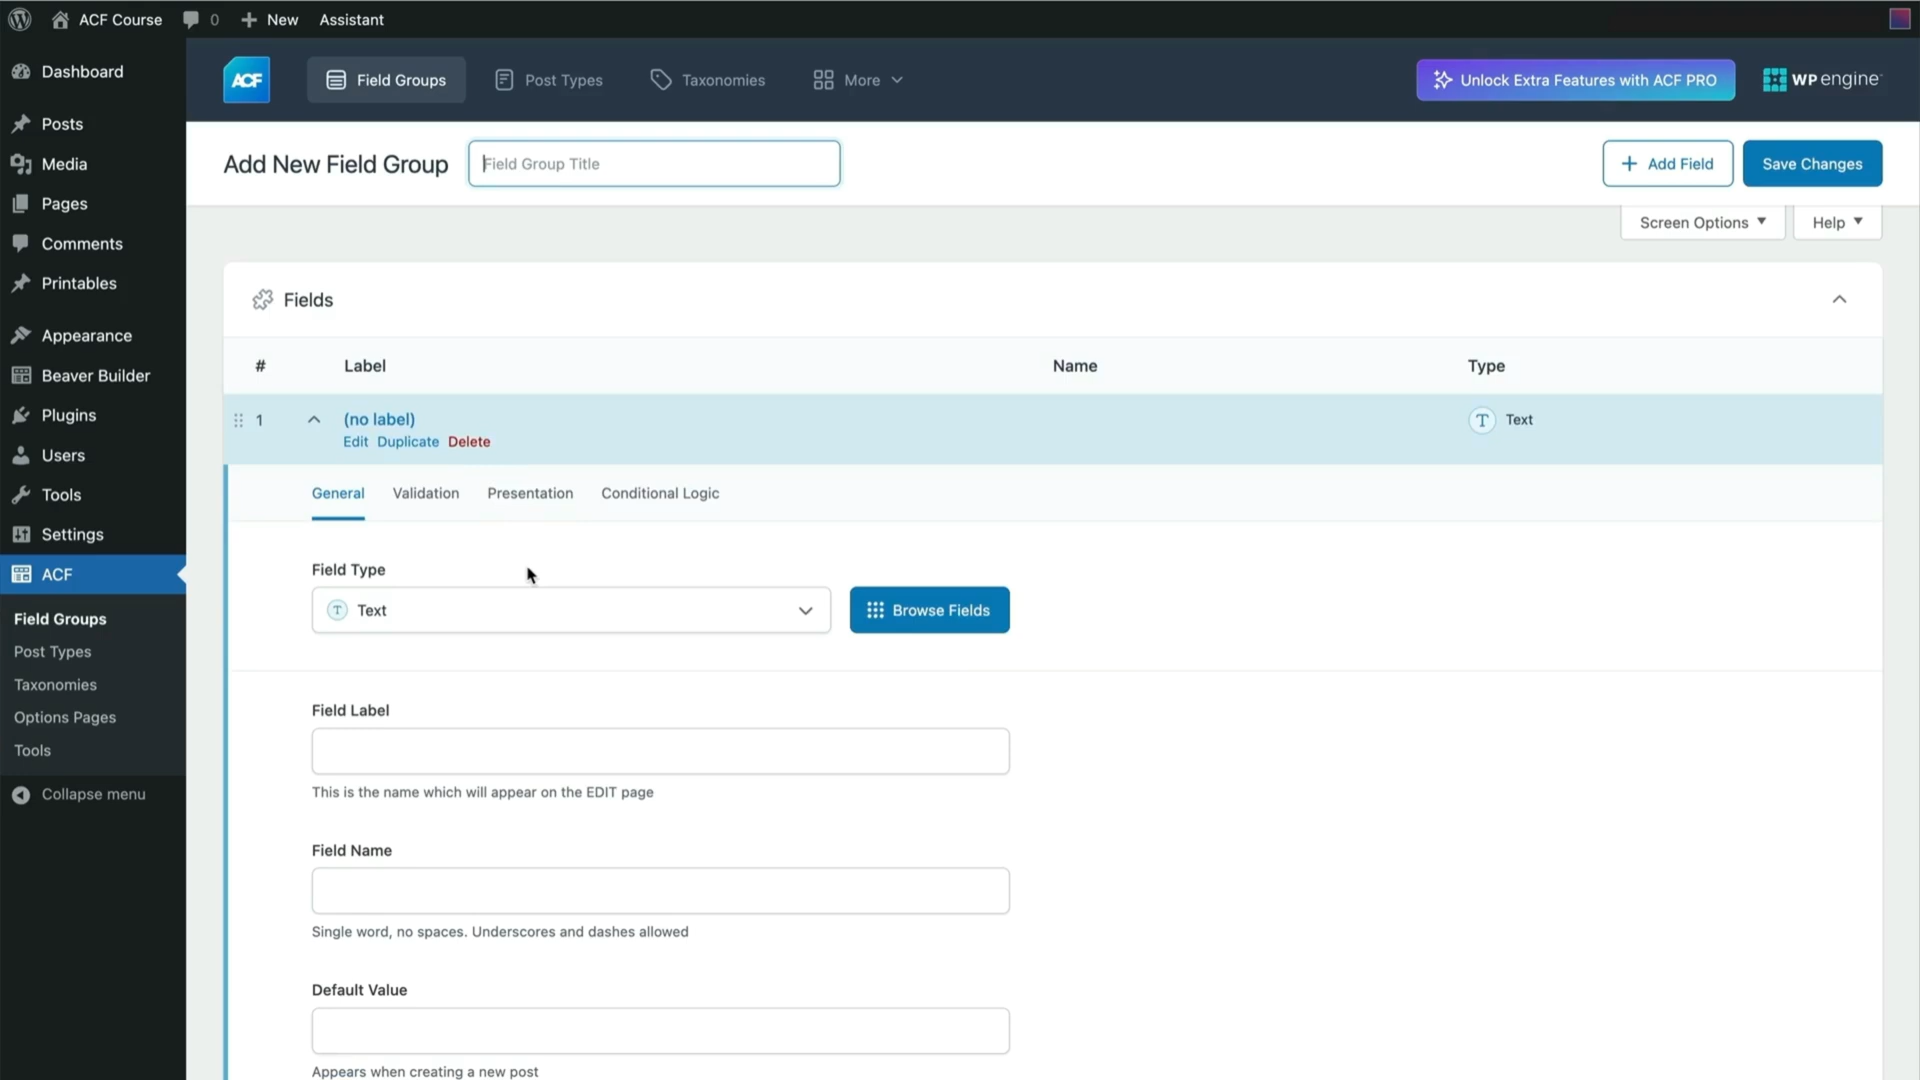 ACF Course 0 New Assistant
Dashboard
Posts
Media
Pages
Comments
Printables
Appearance
Beaver Builder
Plugins
Users
Tools
Settings
ACF
Field Groups
Post Types
Taxonomies
Options Pages
Tools
Collapse menu
ACF Field Groups Post Types Taxonomies More Unlock Extra Features with ACF PRO WP engine
Add New Field Group Field Group Title Add Field Save Changes
Screen Options Help
Fields
# Label Name Type
1 (no label) T Text
Edit Duplicate Delete
General Validation Presentation Conditional Logic
Field Type
T Text Browse Fields
Field Label
This is the name which will appear on the EDIT page
Field Name
Single word, no spaces. Underscores and dashes allowed
Default Value
Appears when creating a new post